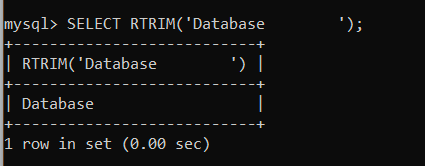 mysql> SELECT RTRIM('Database        ');
+---------------------------+
| RTRIM('Database        ') |
+---------------------------+
| Database                  |
+---------------------------+
1 row in set (0.00 sec)